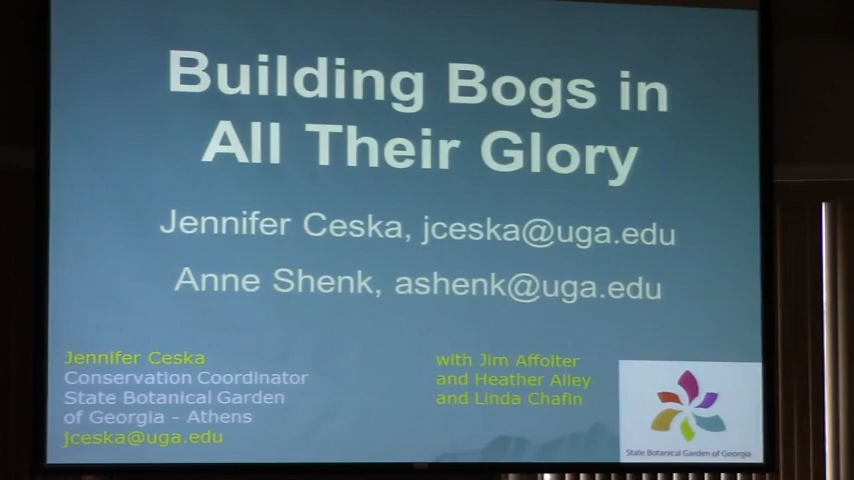 Building Bogs in
All Their Glory
Jennifer Ceska, jceska@uga.edu
Anne Shenk, ashenk@uga.edu
Jennifer Ceska
Conservation Coordinator
State Botanical Garden
of Georgia - Athens
jceska@uga.edu
with Jim Affolter
and Heather Alley
and Linda Chafin
State Botanical Garden of Georgia